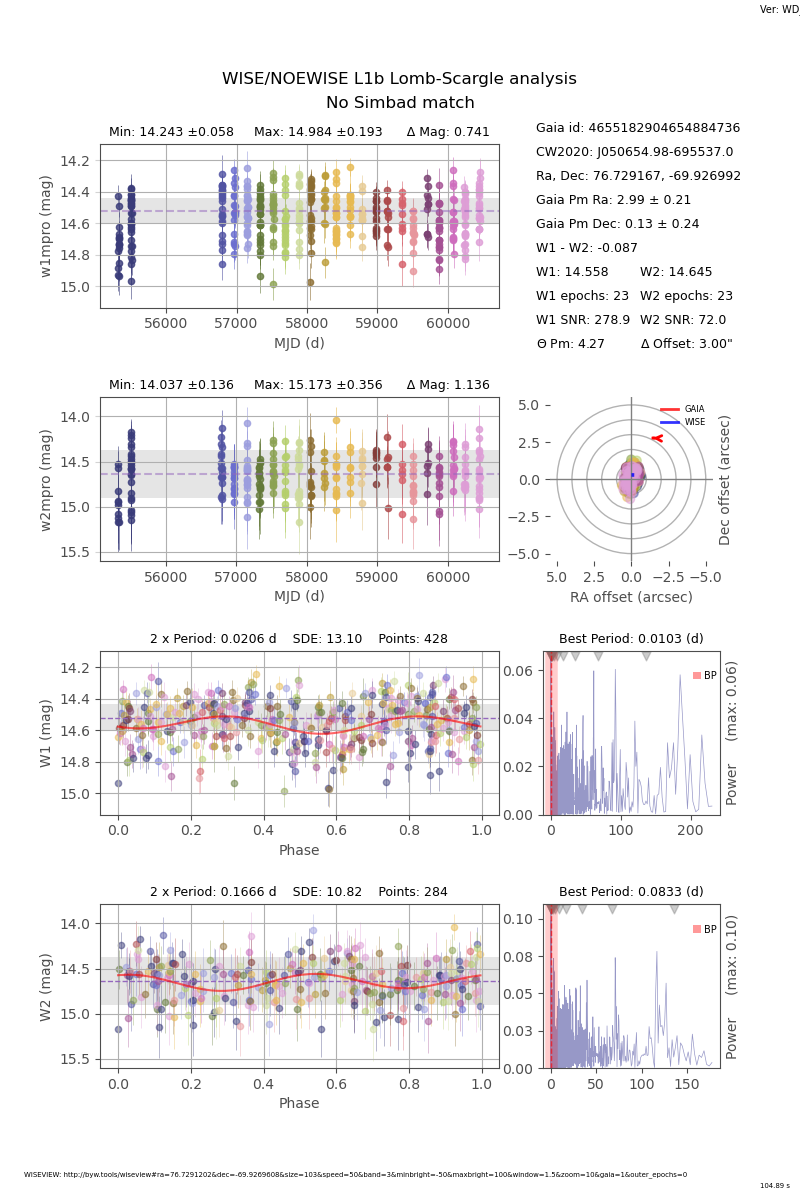 Ver: WD
WISE/NOEWISE L1b Lomb-Scargle analysis
No Simbad match
Min: 14.243 ±0.058 Max: 14.984 ±0.193 Δ Mag: 0.741
14.2
14.4
14.6
14.8
15.0
w1mpro (mag)
56000 57000 58000 59000 60000
MJD (d)
Gaia id: 4655182904654884736
CW2020: J050654.98-695537.0
Ra, Dec: 76.729167, -69.926992
Gaia Pm Ra: 2.99 ± 0.21
Gaia Pm Dec: 0.13 ± 0.24
W1 - W2: -0.087
W1: 14.558 W2: 14.645
W1 epochs: 23 W2 epochs: 23
W1 SNR: 278.9 W2 SNR: 72.0
Θ Pm: 4.27 Δ Offset: 3.00"
Min: 14.037 ±0.136 Max: 15.173 ±0.356 Δ Mag: 1.136
14.0
14.5
15.0
15.5
w2mpro (mag)
56000 57000 58000 59000 60000
MJD (d)
GAIA
WISE
5.0
2.5
0.0
−2.5
−5.0
5.0 2.5 0.0 −2.5 −5.0
RA offset (arcsec)
Dec offset (arcsec)
2 x Period: 0.0206 d SDE: 13.10 Points: 428
14.2
14.4
14.6
14.8
15.0
W1 (mag)
0.0 0.2 0.4 0.6 0.8 1.0
Phase
Best Period: 0.0103 (d)
BP
0.06
0.04
0.02
0.00
0 100 200
Power (max: 0.06)
2 x Period: 0.1666 d SDE: 10.82 Points: 284
14.0
14.5
15.0
15.5
W2 (mag)
0.0 0.2 0.4 0.6 0.8 1.0
Phase
Best Period: 0.0833 (d)
BP
0.10
0.08
0.05
0.03
0.00
0 50 100 150
Power (max: 0.10)
WISEVIEW: http://byw.tools/wiseview#ra=76.7291202&dec=-69.9269608&size=103&speed=50&band=3&minbright=-50&maxbright=100&window=1.5&zoom=10&gaia=1&outer_epochs=0
104.89 s